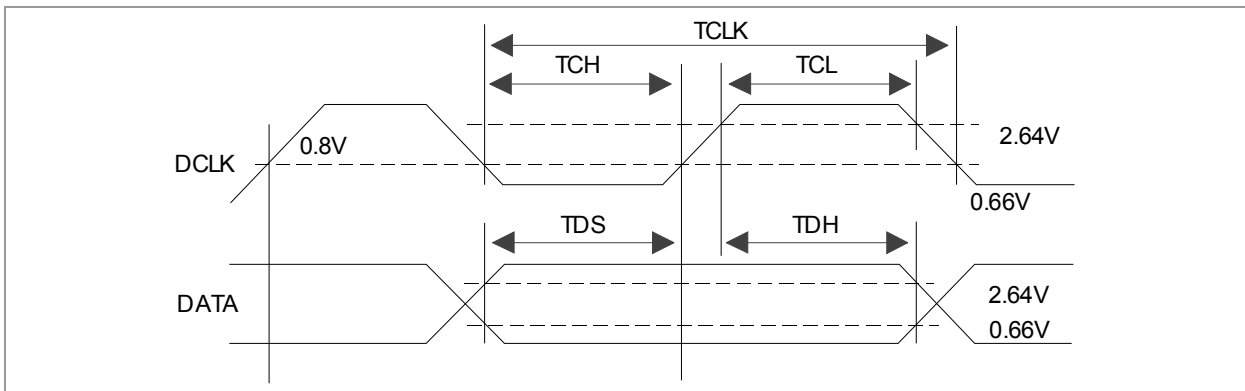 TCLK
TCH
TCL
0.8V
2.64V
DCLK
0.66V
TDS
TDH
DATA
2.64V
0.66V